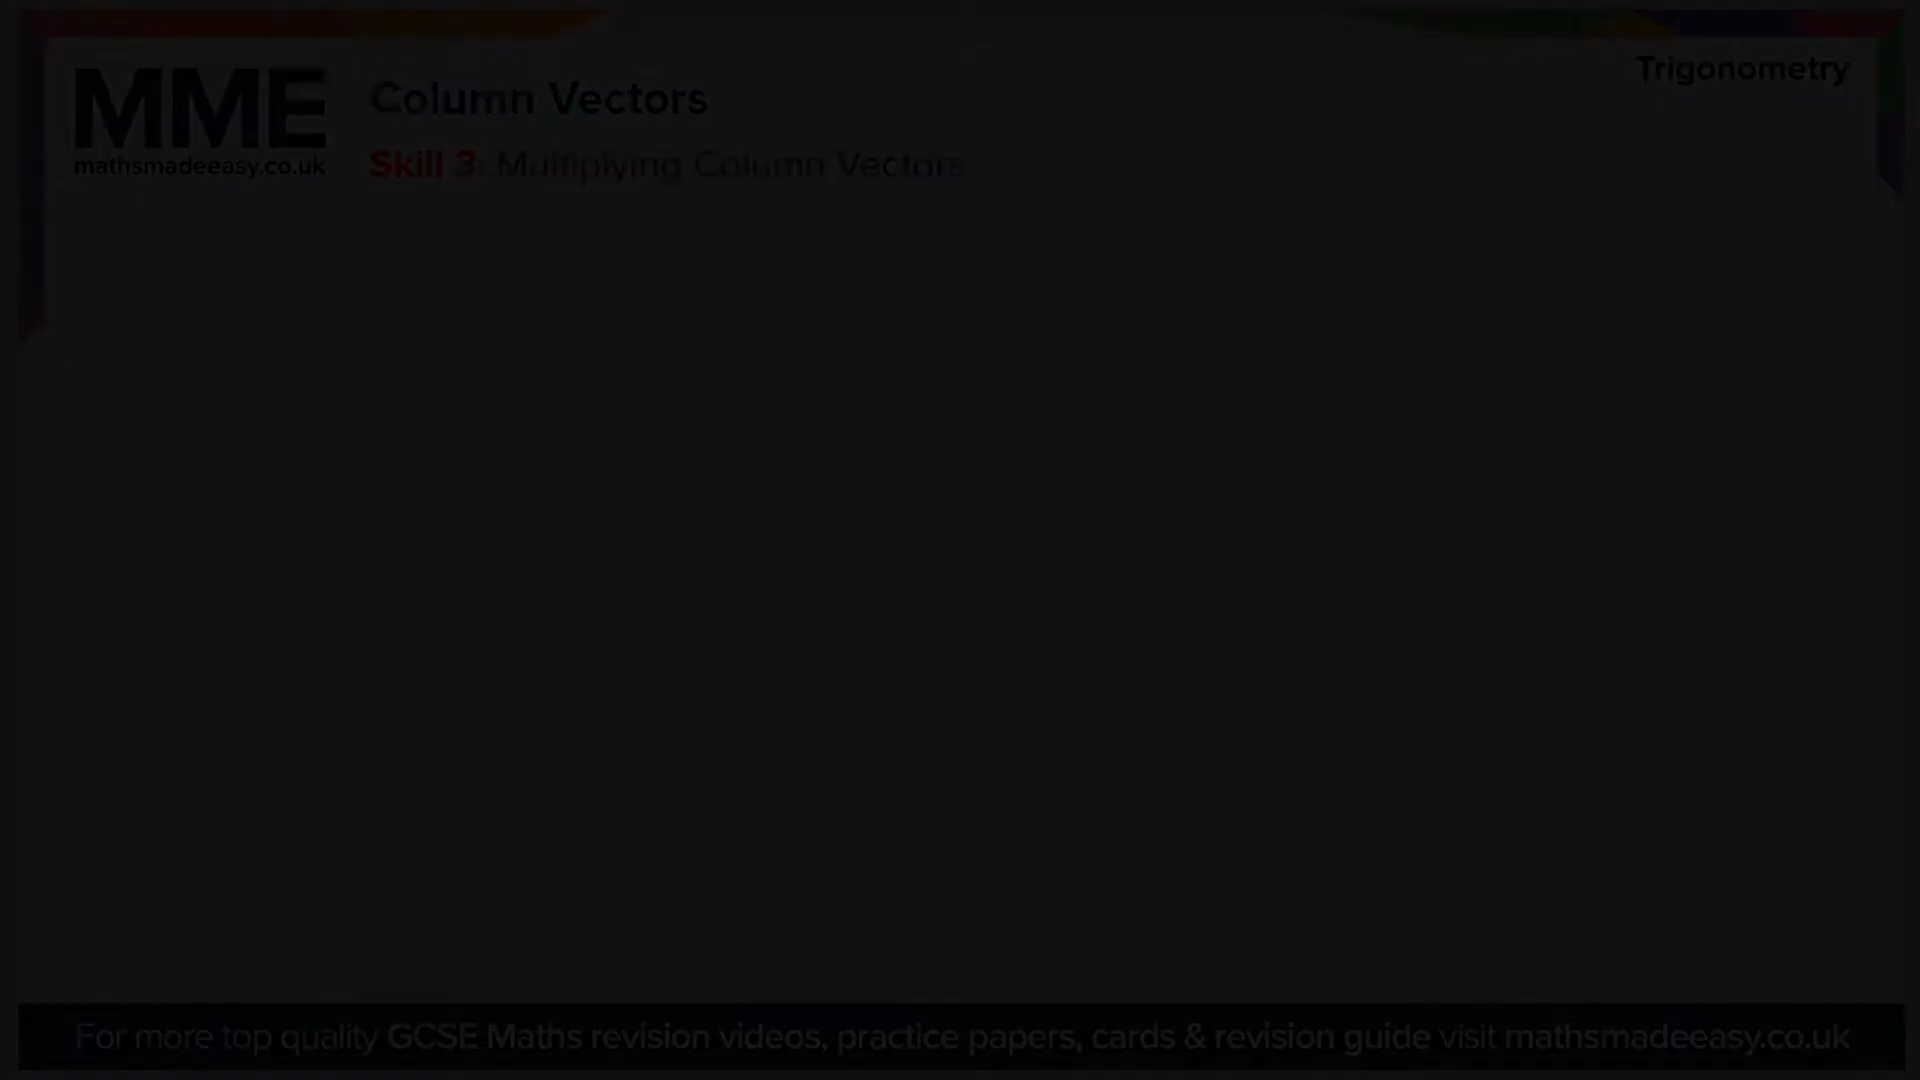 MME
mathsmadeeasy.co.uk
Column Vectors
Skill 3: Multiplying Column Vectors
Trigonometry
For more top quality GCSE Maths revision videos, practice papers, cards & revision guide visit mathsmadeeasy.co.uk